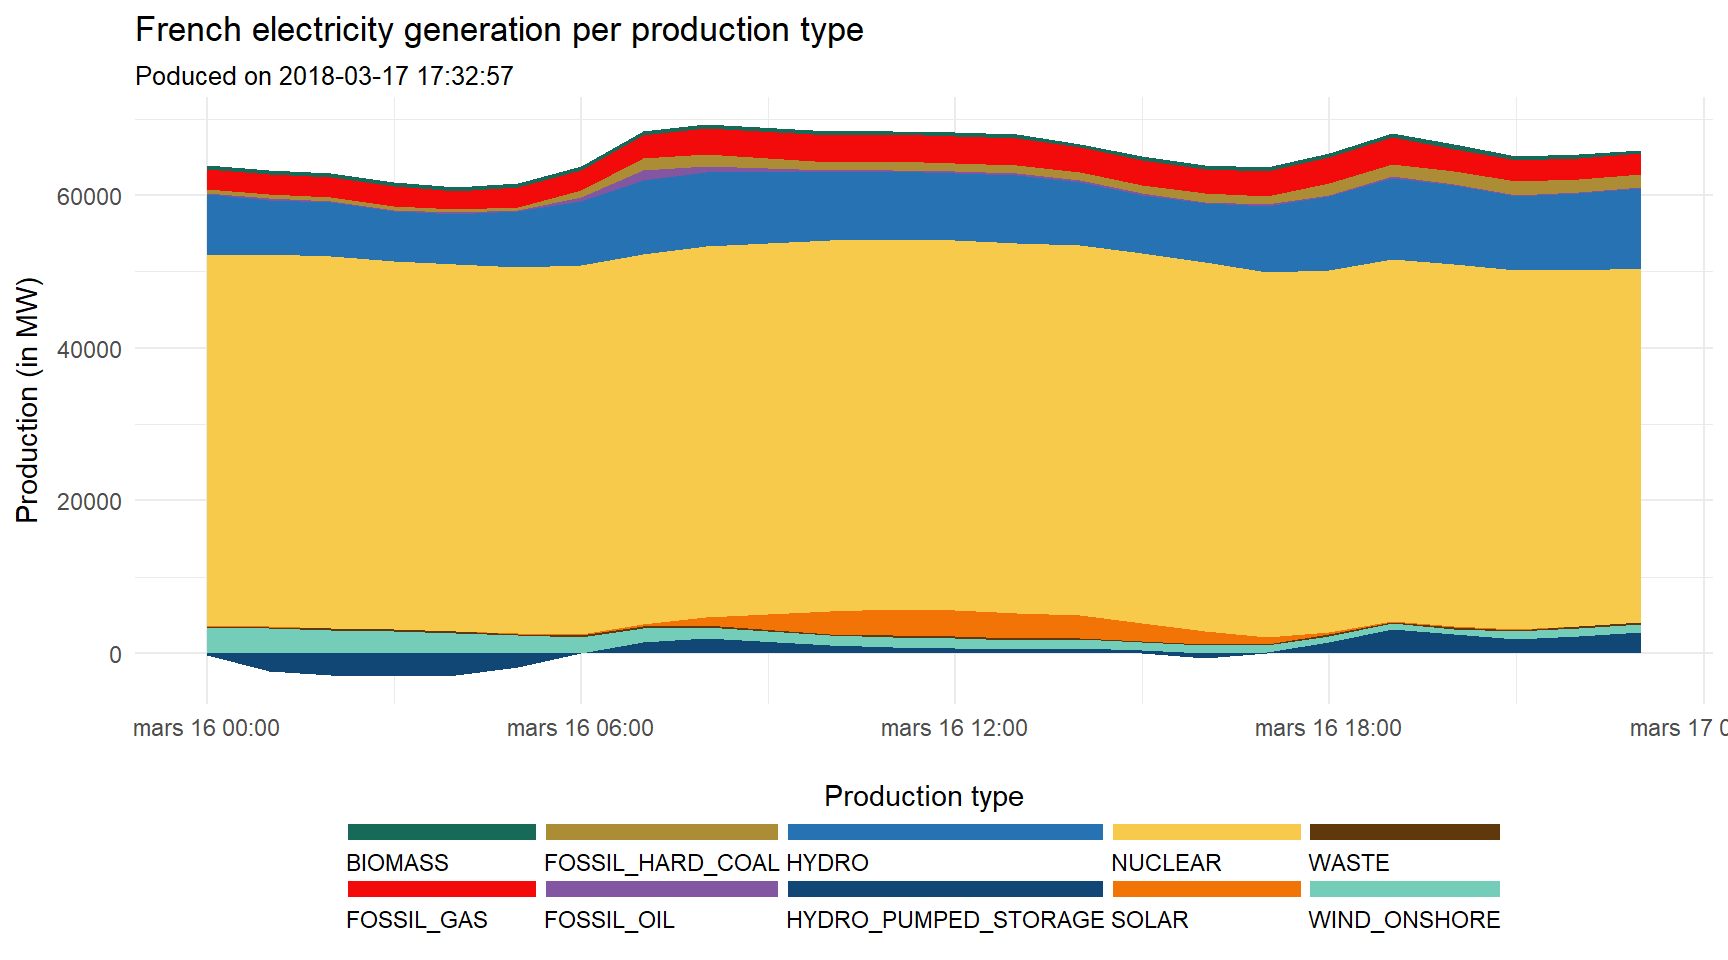 French electricity generation per production type
Poduced on 2018-03-17 17:32:57
Production (in MW)
60000
40000
20000
0
mars 16 00:00 mars 16 06:00 mars 16 12:00 mars 16 18:00 mars 17 0
Production type
BIOMASS FOSSIL_HARD_COAL HYDRO NUCLEAR WASTE
FOSSIL_GAS FOSSIL_OIL HYDRO_PUMPED_STORAGE SOLAR WIND_ONSHORE